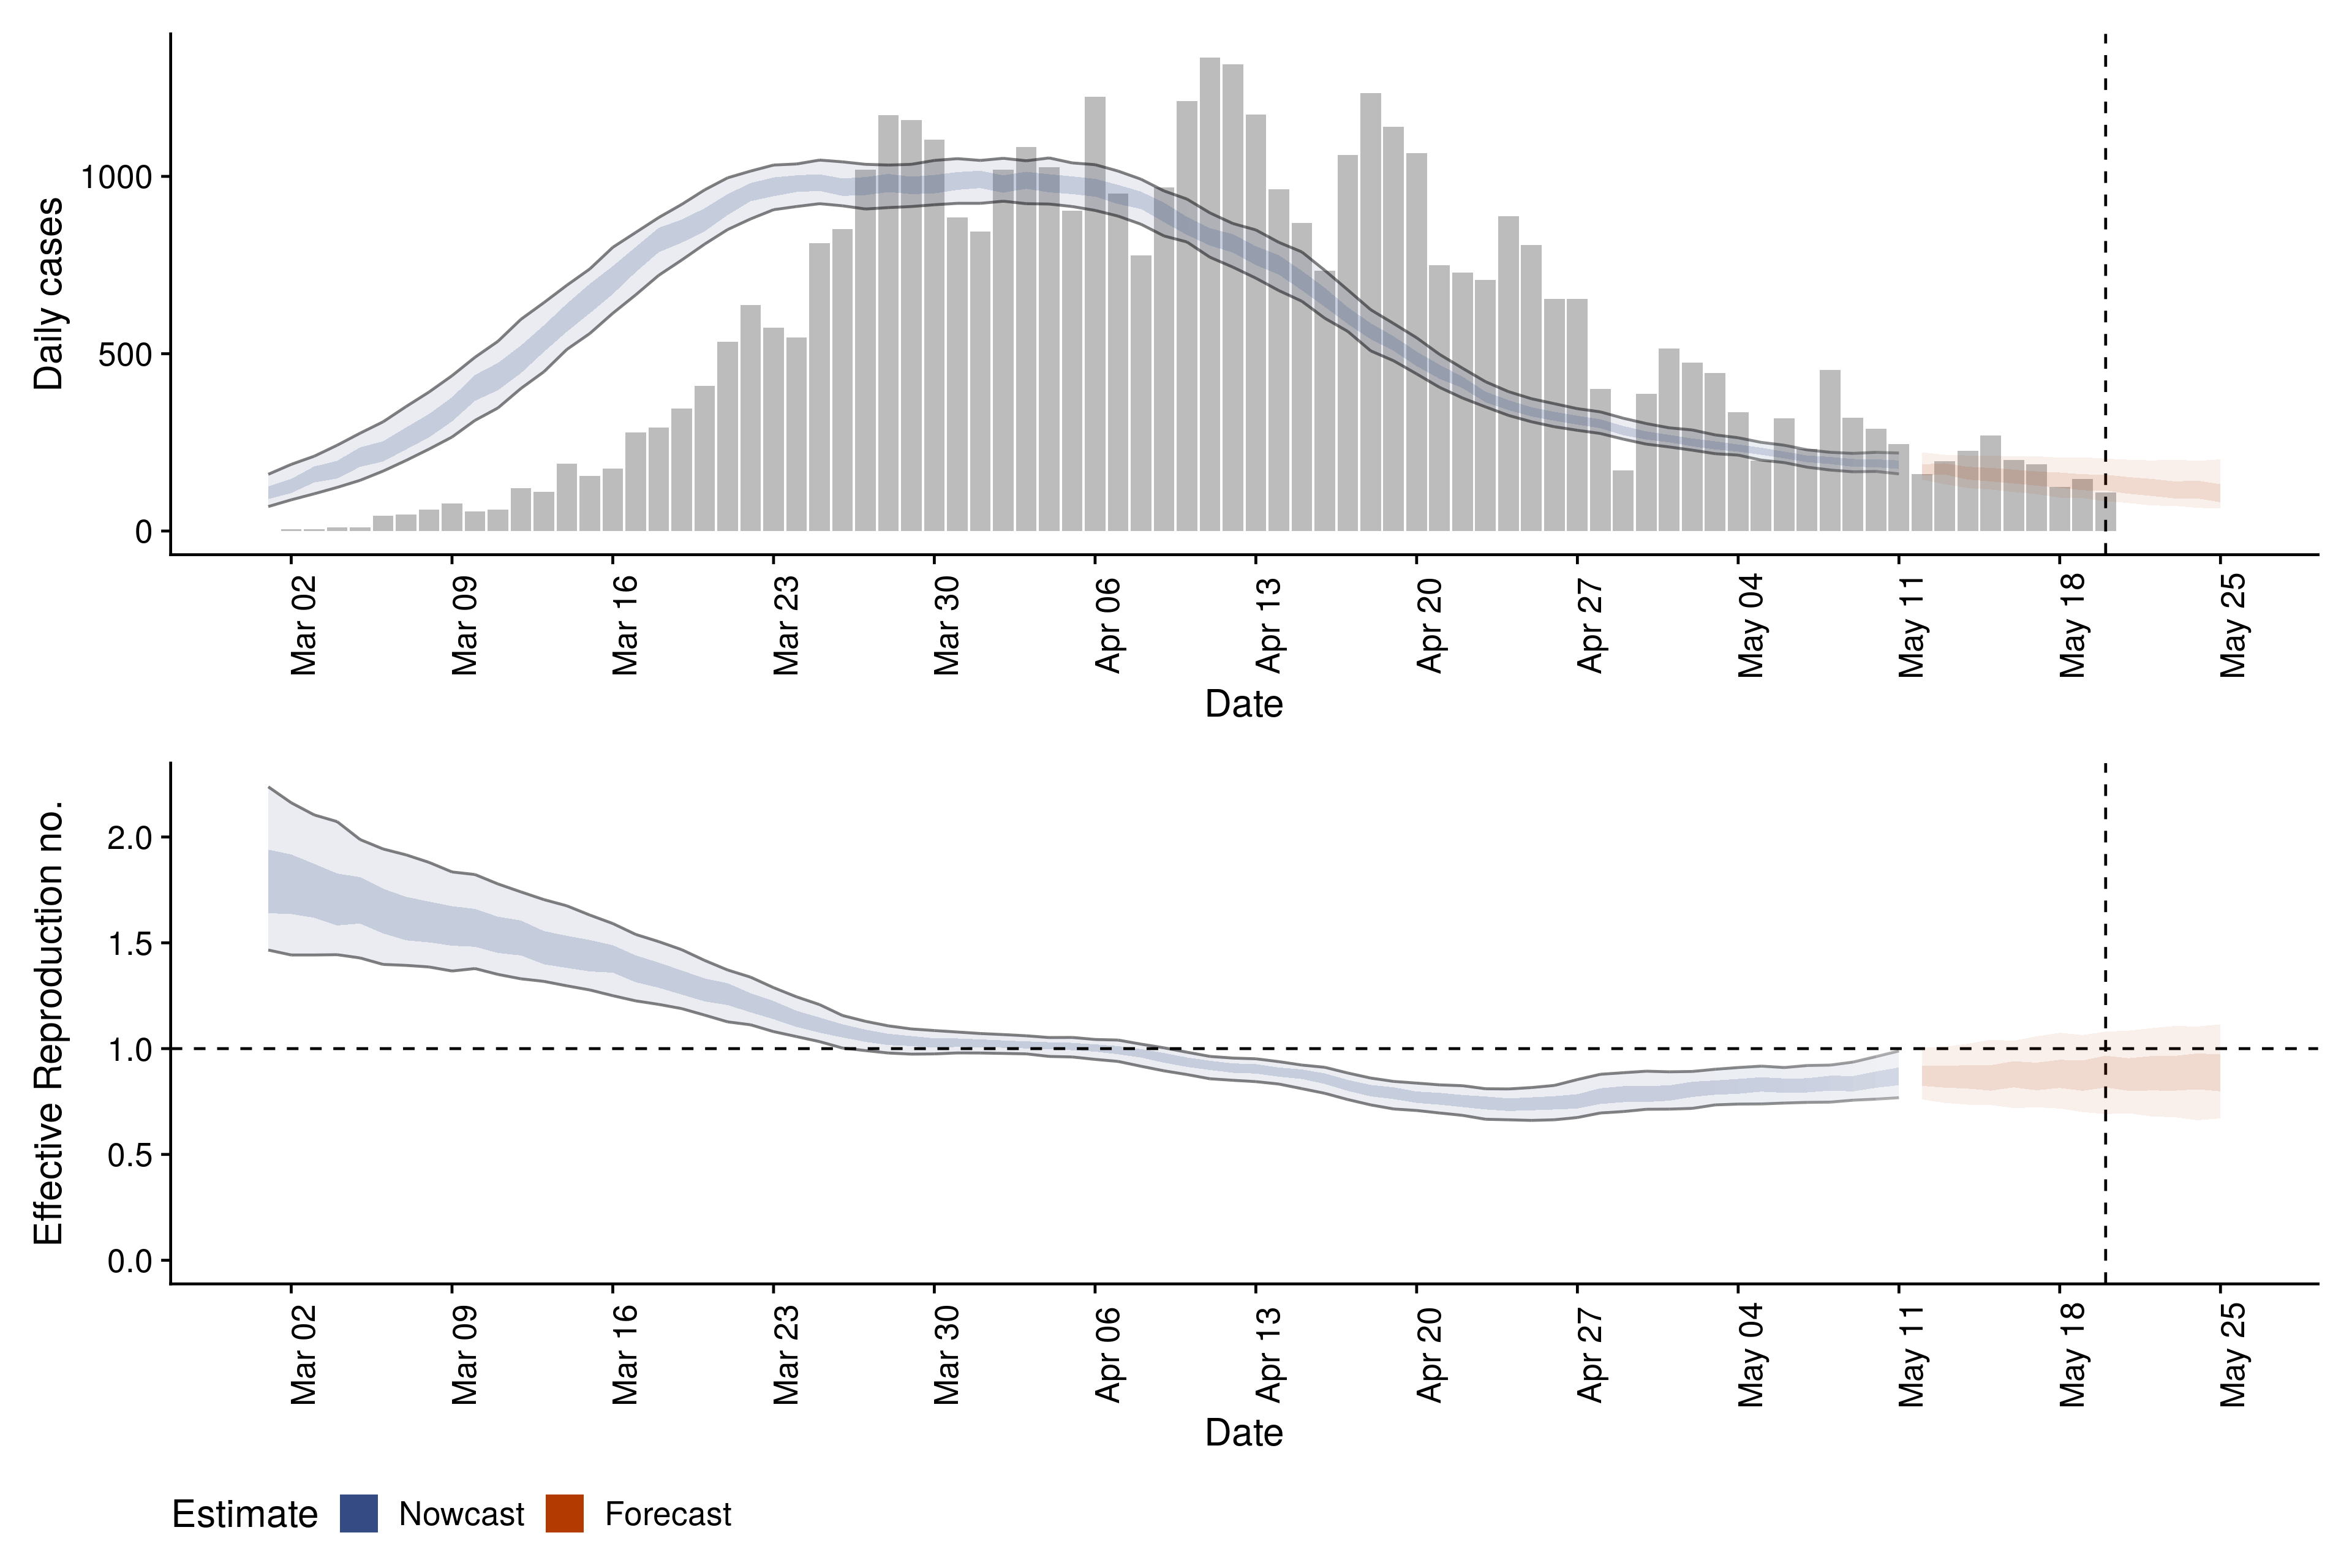 Daily cases
1000
500
0
Mar 02 Mar 09 Mar 16 Mar 23 Mar 30 Apr 06 Apr 13 Apr 20 Apr 27 May 04 May 11 May 18 May 25
Date
Effective Reproduction no.
2.0
1.5
1.0
0.5
0.0
Mar 02 Mar 09 Mar 16 Mar 23 Mar 30 Apr 06 Apr 13 Apr 20 Apr 27 May 04 May 11 May 18 May 25
Date
Estimate Nowcast Forecast